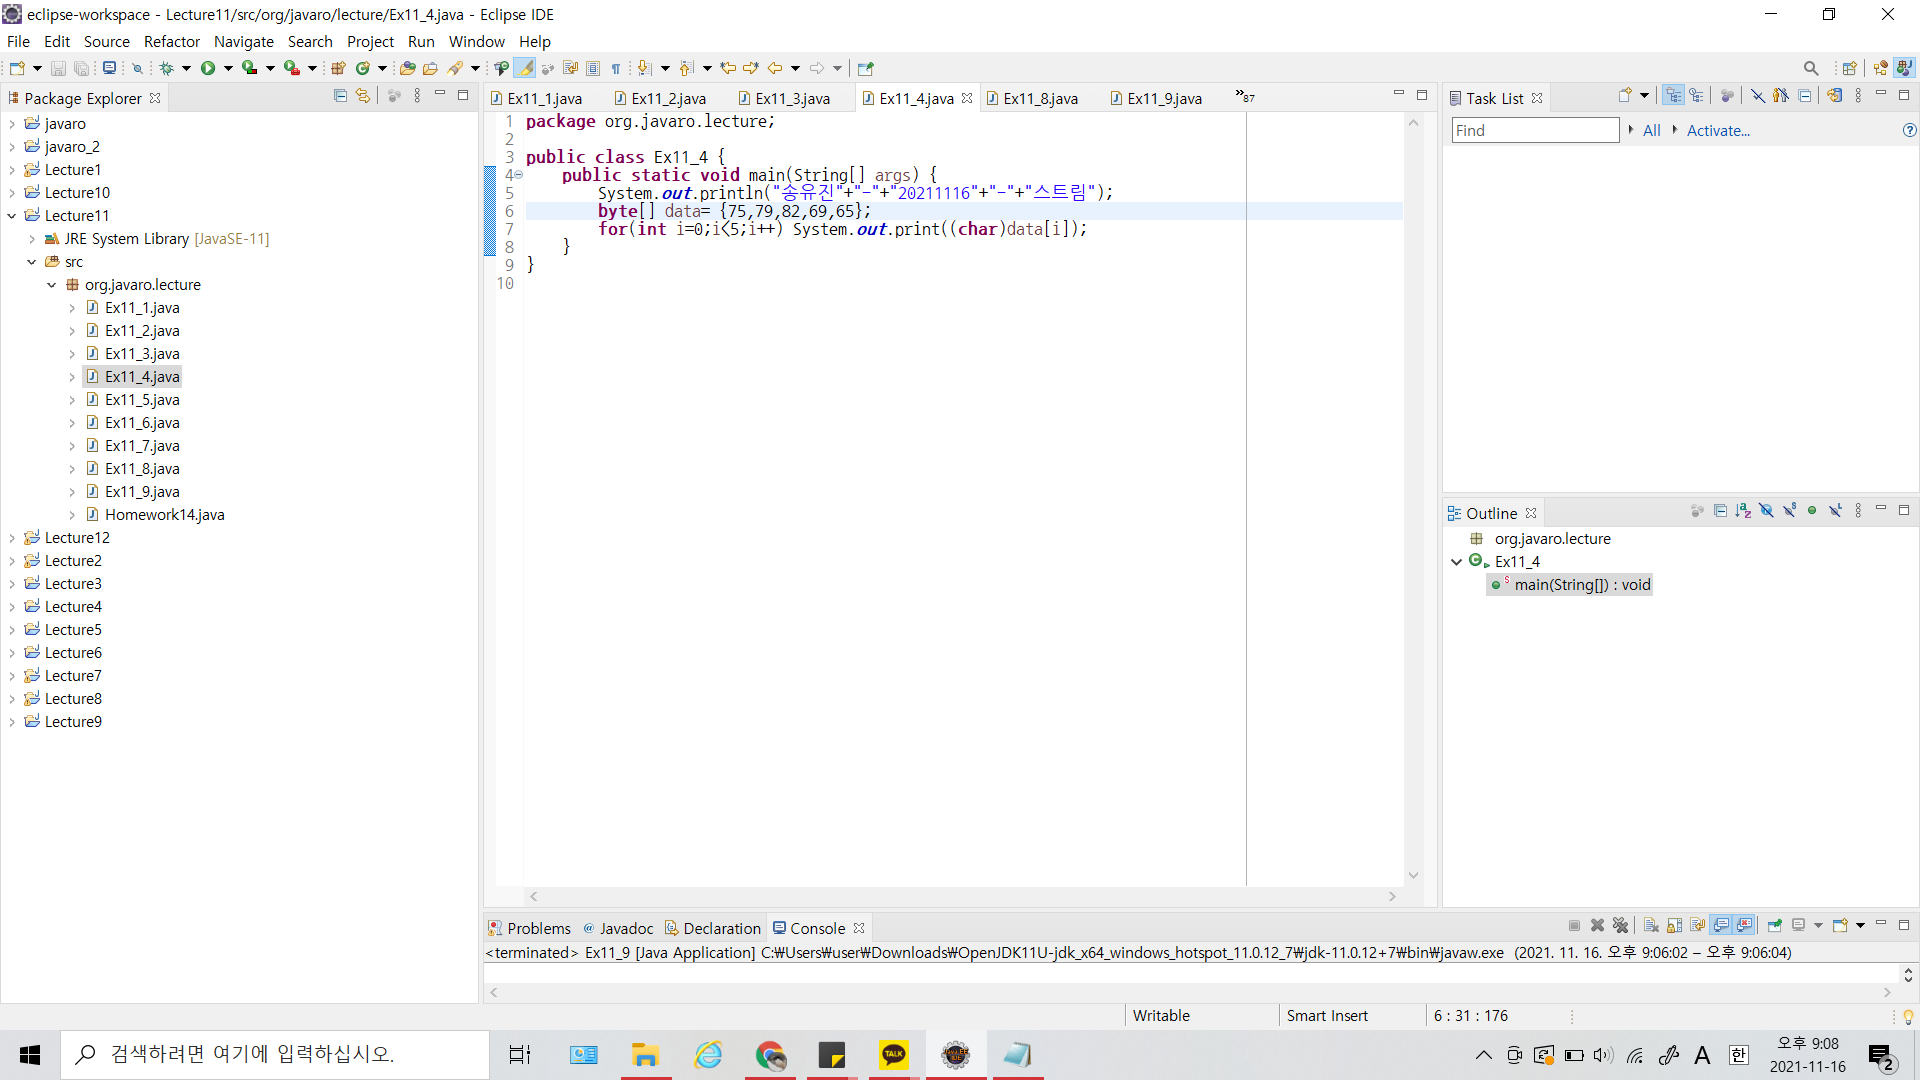 eclipse-workspace - Lecture11/src/org/javaro/lecture/Ex11_4.java - Eclipse IDE
File Edit Source Refactor Navigate Search Project Run Window Help
Package Explorer
javaro
javaro_2
Lecture1
Lecture10
Lecture11
JRE System Library [JavaSE-11]
src
org.javaro.lecture
Ex11_1.java
Ex11_2.java
Ex11_3.java
Ex11_4.java
Ex11_5.java
Ex11_6.java
Ex11_7.java
Ex11_8.java
Ex11_9.java
Homework14.java
Lecture12
Lecture2
Lecture3
Lecture4
Lecture5
Lecture6
Lecture7
Lecture8
Lecture9
Ex11_1.java Ex11_2.java Ex11_3.java Ex11_4.java Ex11_8.java Ex11_9.java »87
1 package org.javaro.lecture;
2
3 public class Ex11_4 {
4 public static void main(String[] args) {
5 System.out.println("송유진"+"-"+"20211116"+"-"+"스트림");
6 byte[] data= {75,79,82,69,65};
7 for(int i=0;i<5;i++) System.out.print((char)data[i]);
8 }
9 }
10
Task List
Find All Activate...
Outline
org.javaro.lecture
Ex11_4
main(String[]) : void
Problems @ Javadoc Declaration Console
<terminated> Ex11_9 [Java Application] C:₩Users₩user₩Downloads₩OpenJDK11U-jdk_x64_windows_hotspot_11.0.12_7₩jdk-11.0.12+7₩bin₩javaw.exe (2021. 11. 16. 오후 9:06:02 – 오후 9:06:04)
Writable Smart Insert 6 : 31 : 176
검색하려면 여기에 입력하십시오.
TALK
A 한
오후 9:08
2021-11-16
2